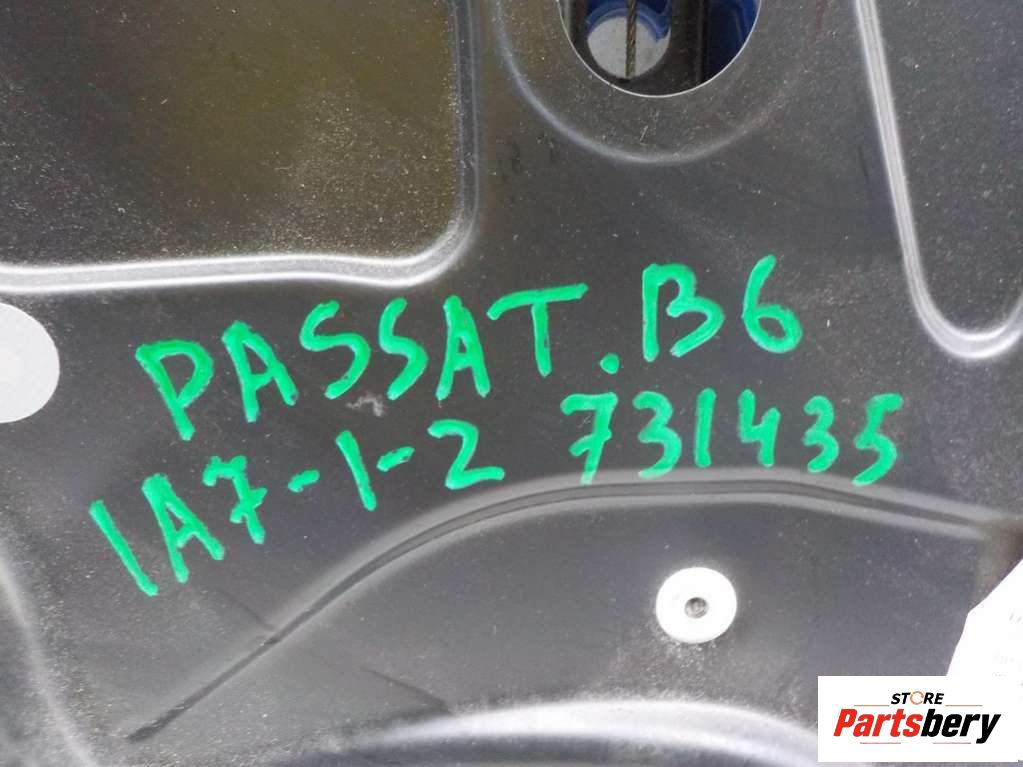 PASSAT. B6
1A7-1-2 731435
STORE
Partsbery